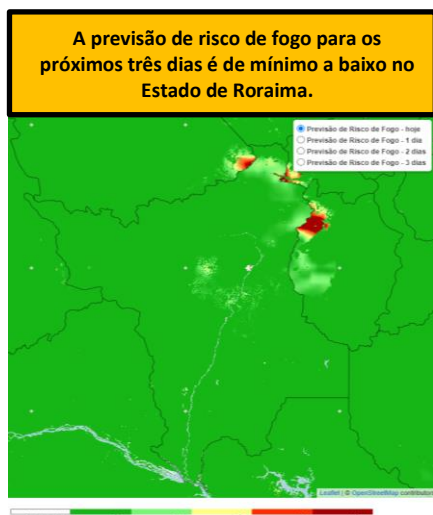 A previsão de risco de fogo para os
próximos três dias é de mínimo a baixo no
Estado de Roraima.
Previsão de Risco de Fogo - hoje
Previsão de Risco de Fogo - 1 dia
Previsão de Risco de Fogo - 2 dias
Previsão de Risco de Fogo - 3 dias
Leaflet | © OpenStreetMap contributors